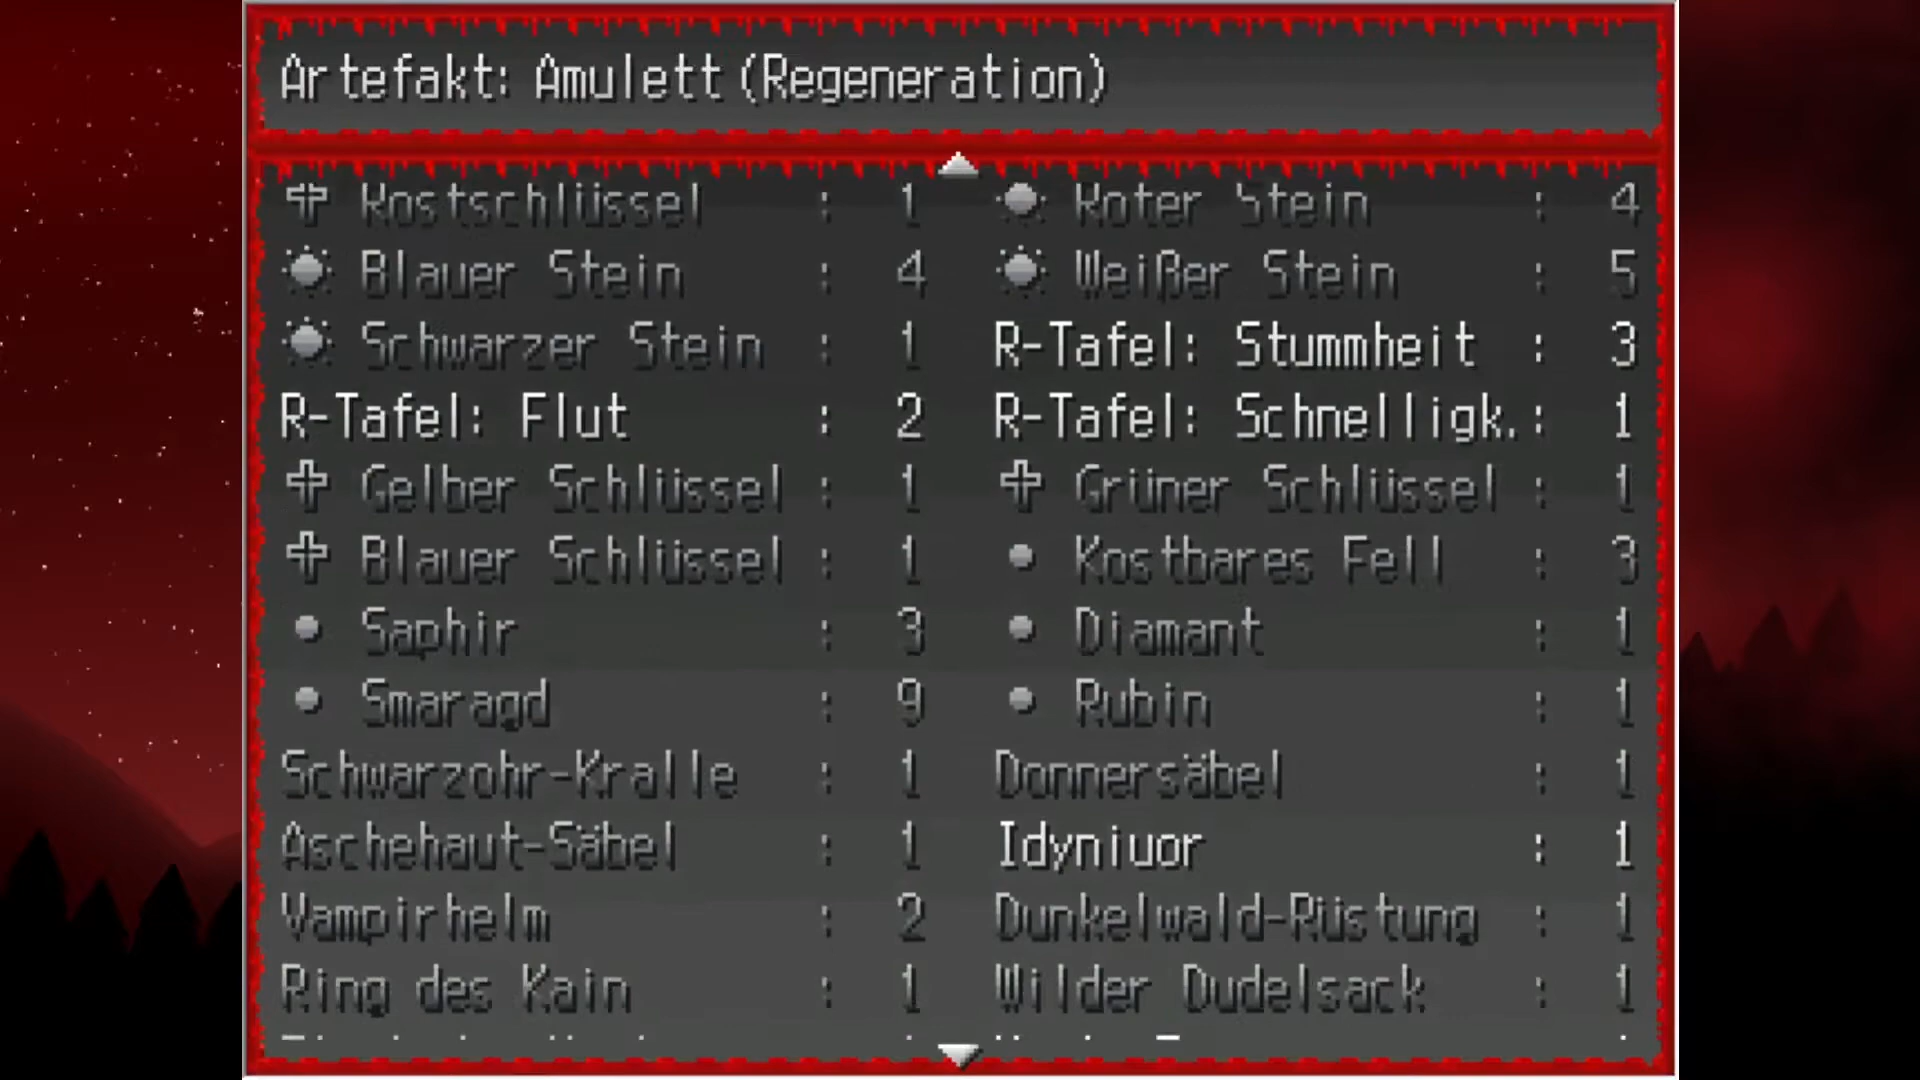 Artefakt: Amulett (Regeneration)
Rostschlüssel : 1 Roter Stein : 4
Blauer Stein : 4 Weißer Stein : 5
Schwarzer Stein : 1 R-Tafel: Stummheit : 3
R-Tafel: Flut : 2 R-Tafel: Schnelligk.: 1
Gelber Schlüssel : 1 Grüner Schlüssel : 1
Blauer Schlüssel : 1 Kostbares Fell : 3
Saphir : 3 Diamant : 1
Smaragd : 9 Rubin : 1
Schwarzohr-Kralle : 1 Donnersäbel : 1
Aschehaut-Säbel : 1 Idyniuor : 1
Vampirhelm : 2 Dunkelwald-Rüstung : 1
Ring des Kain : 1 Wilder Dudelsack : 1